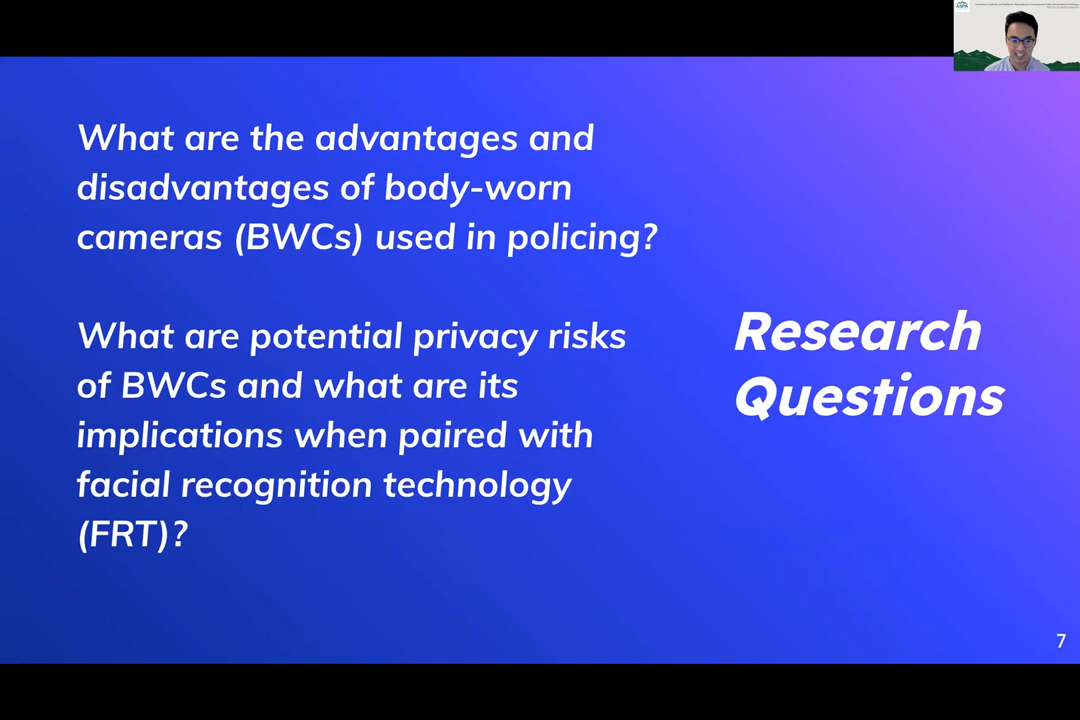 ASPA
What are the advantages and
disadvantages of body-worn
cameras (BWCs) used in policing?
What are potential privacy risks
of BWCs and what are its
implications when paired with
facial recognition technology
(FRT)?
Research
Questions
7